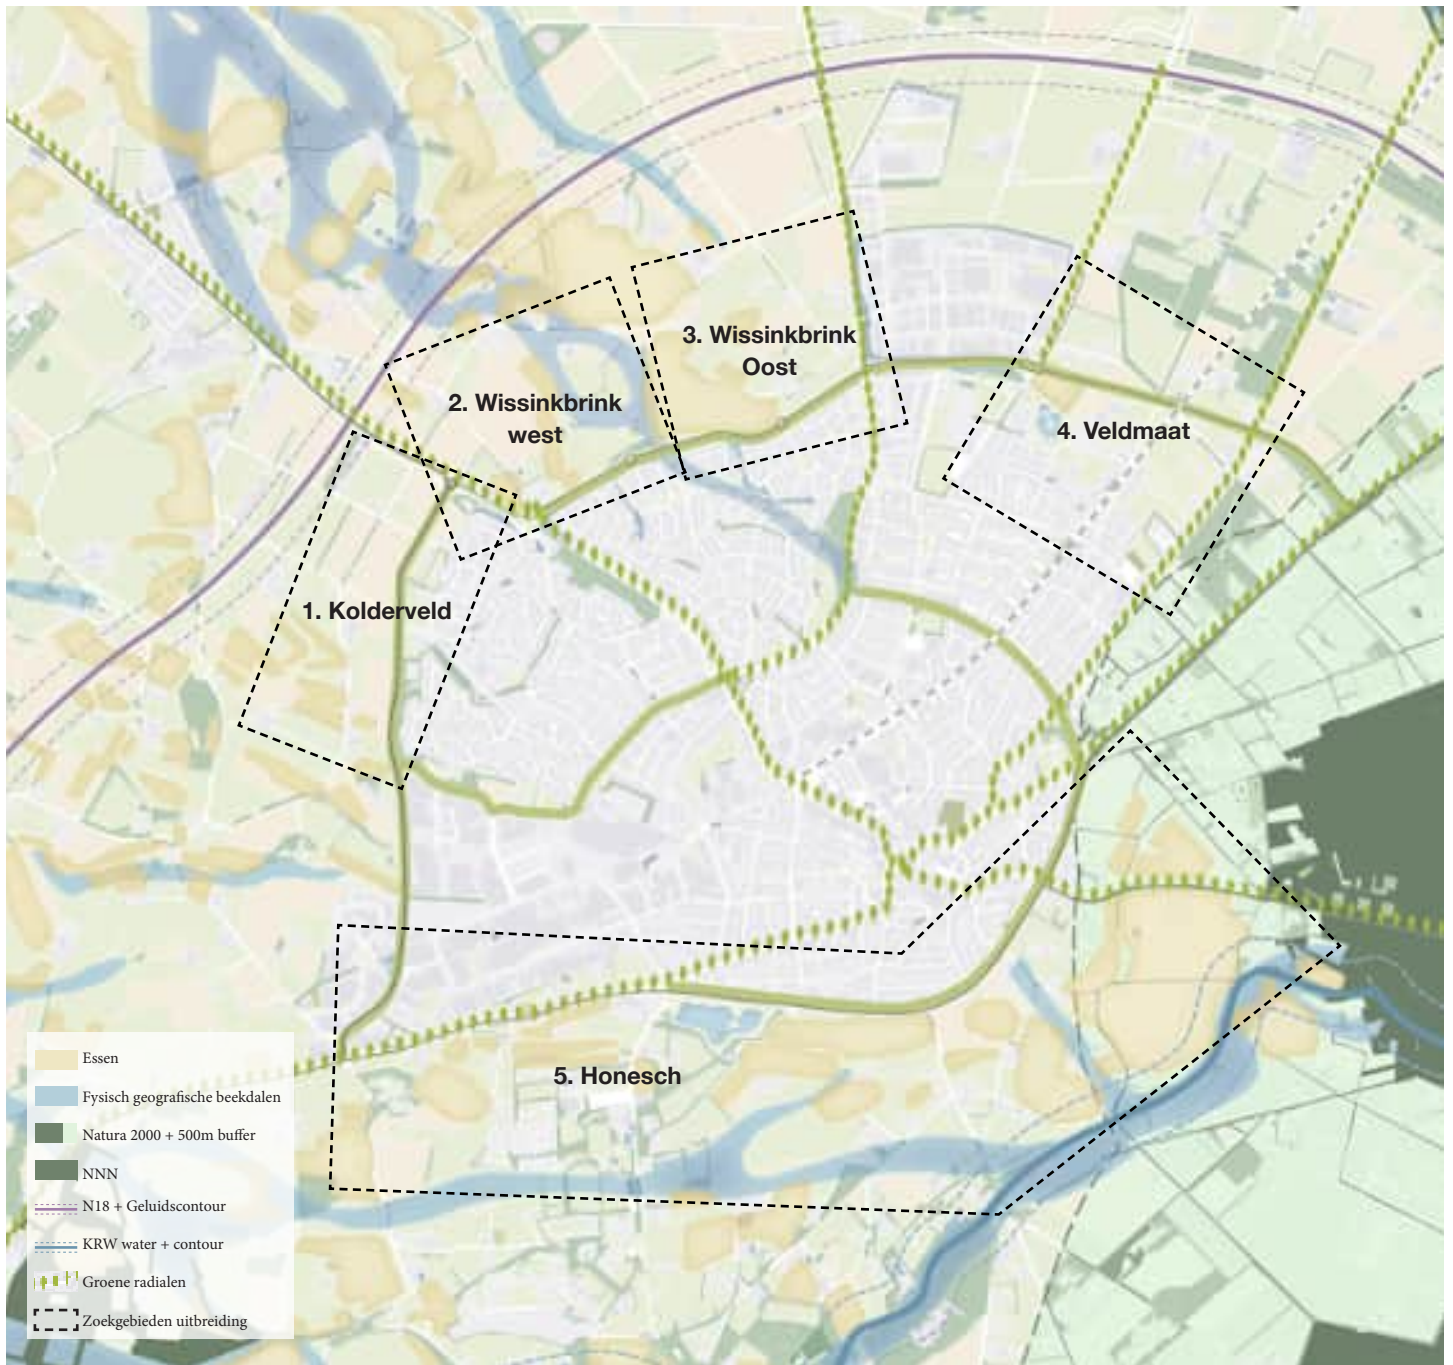 3. Wissinkbrink
Oost
2. Wissinkbrink
west
4. Veldmaat
1. Kolderveld
5. Honesch
Essen
Fysisch geografische beekdalen
Natura 2000 + 500m buffer
NNN
N18 + Geluidscontour
KRW water + contour
Groene radialen
Zoekgebieden uitbreiding